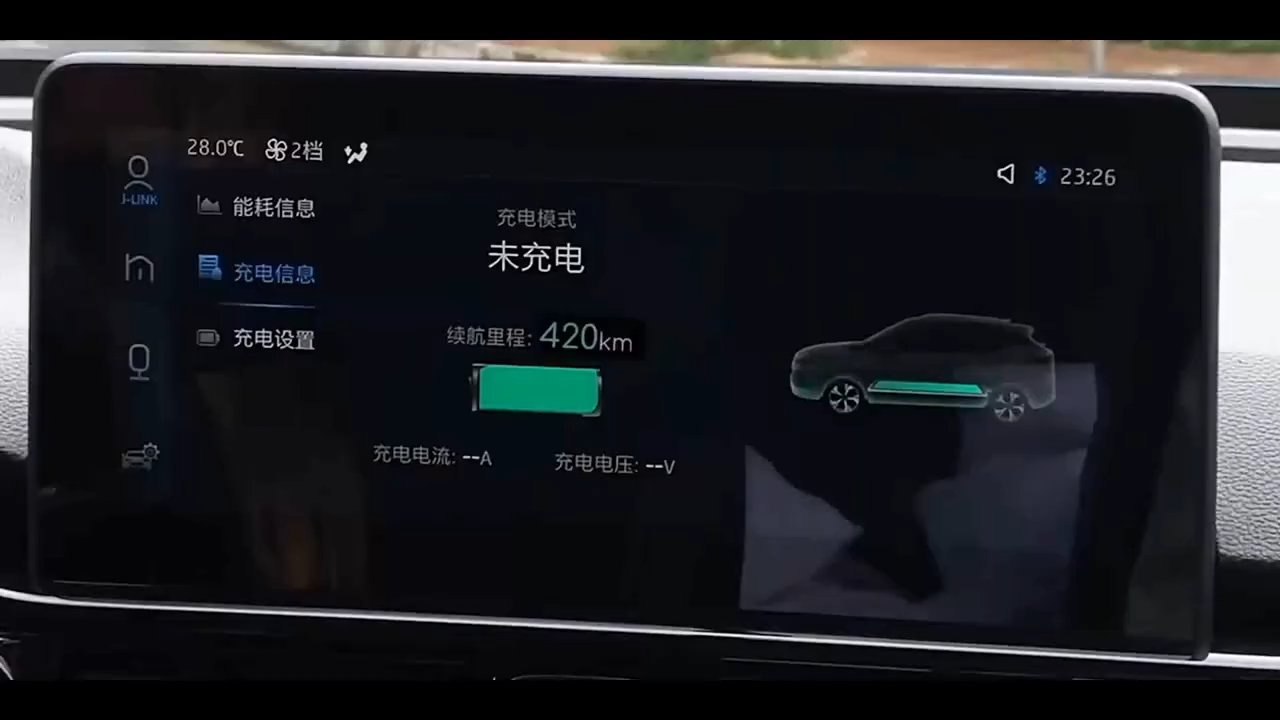 28.0℃ 2档
23:26
J-LINK
能耗信息
充电信息
充电设置
充电模式
未充电
续航里程: 420km
充电电流: --A 充电电压: --V